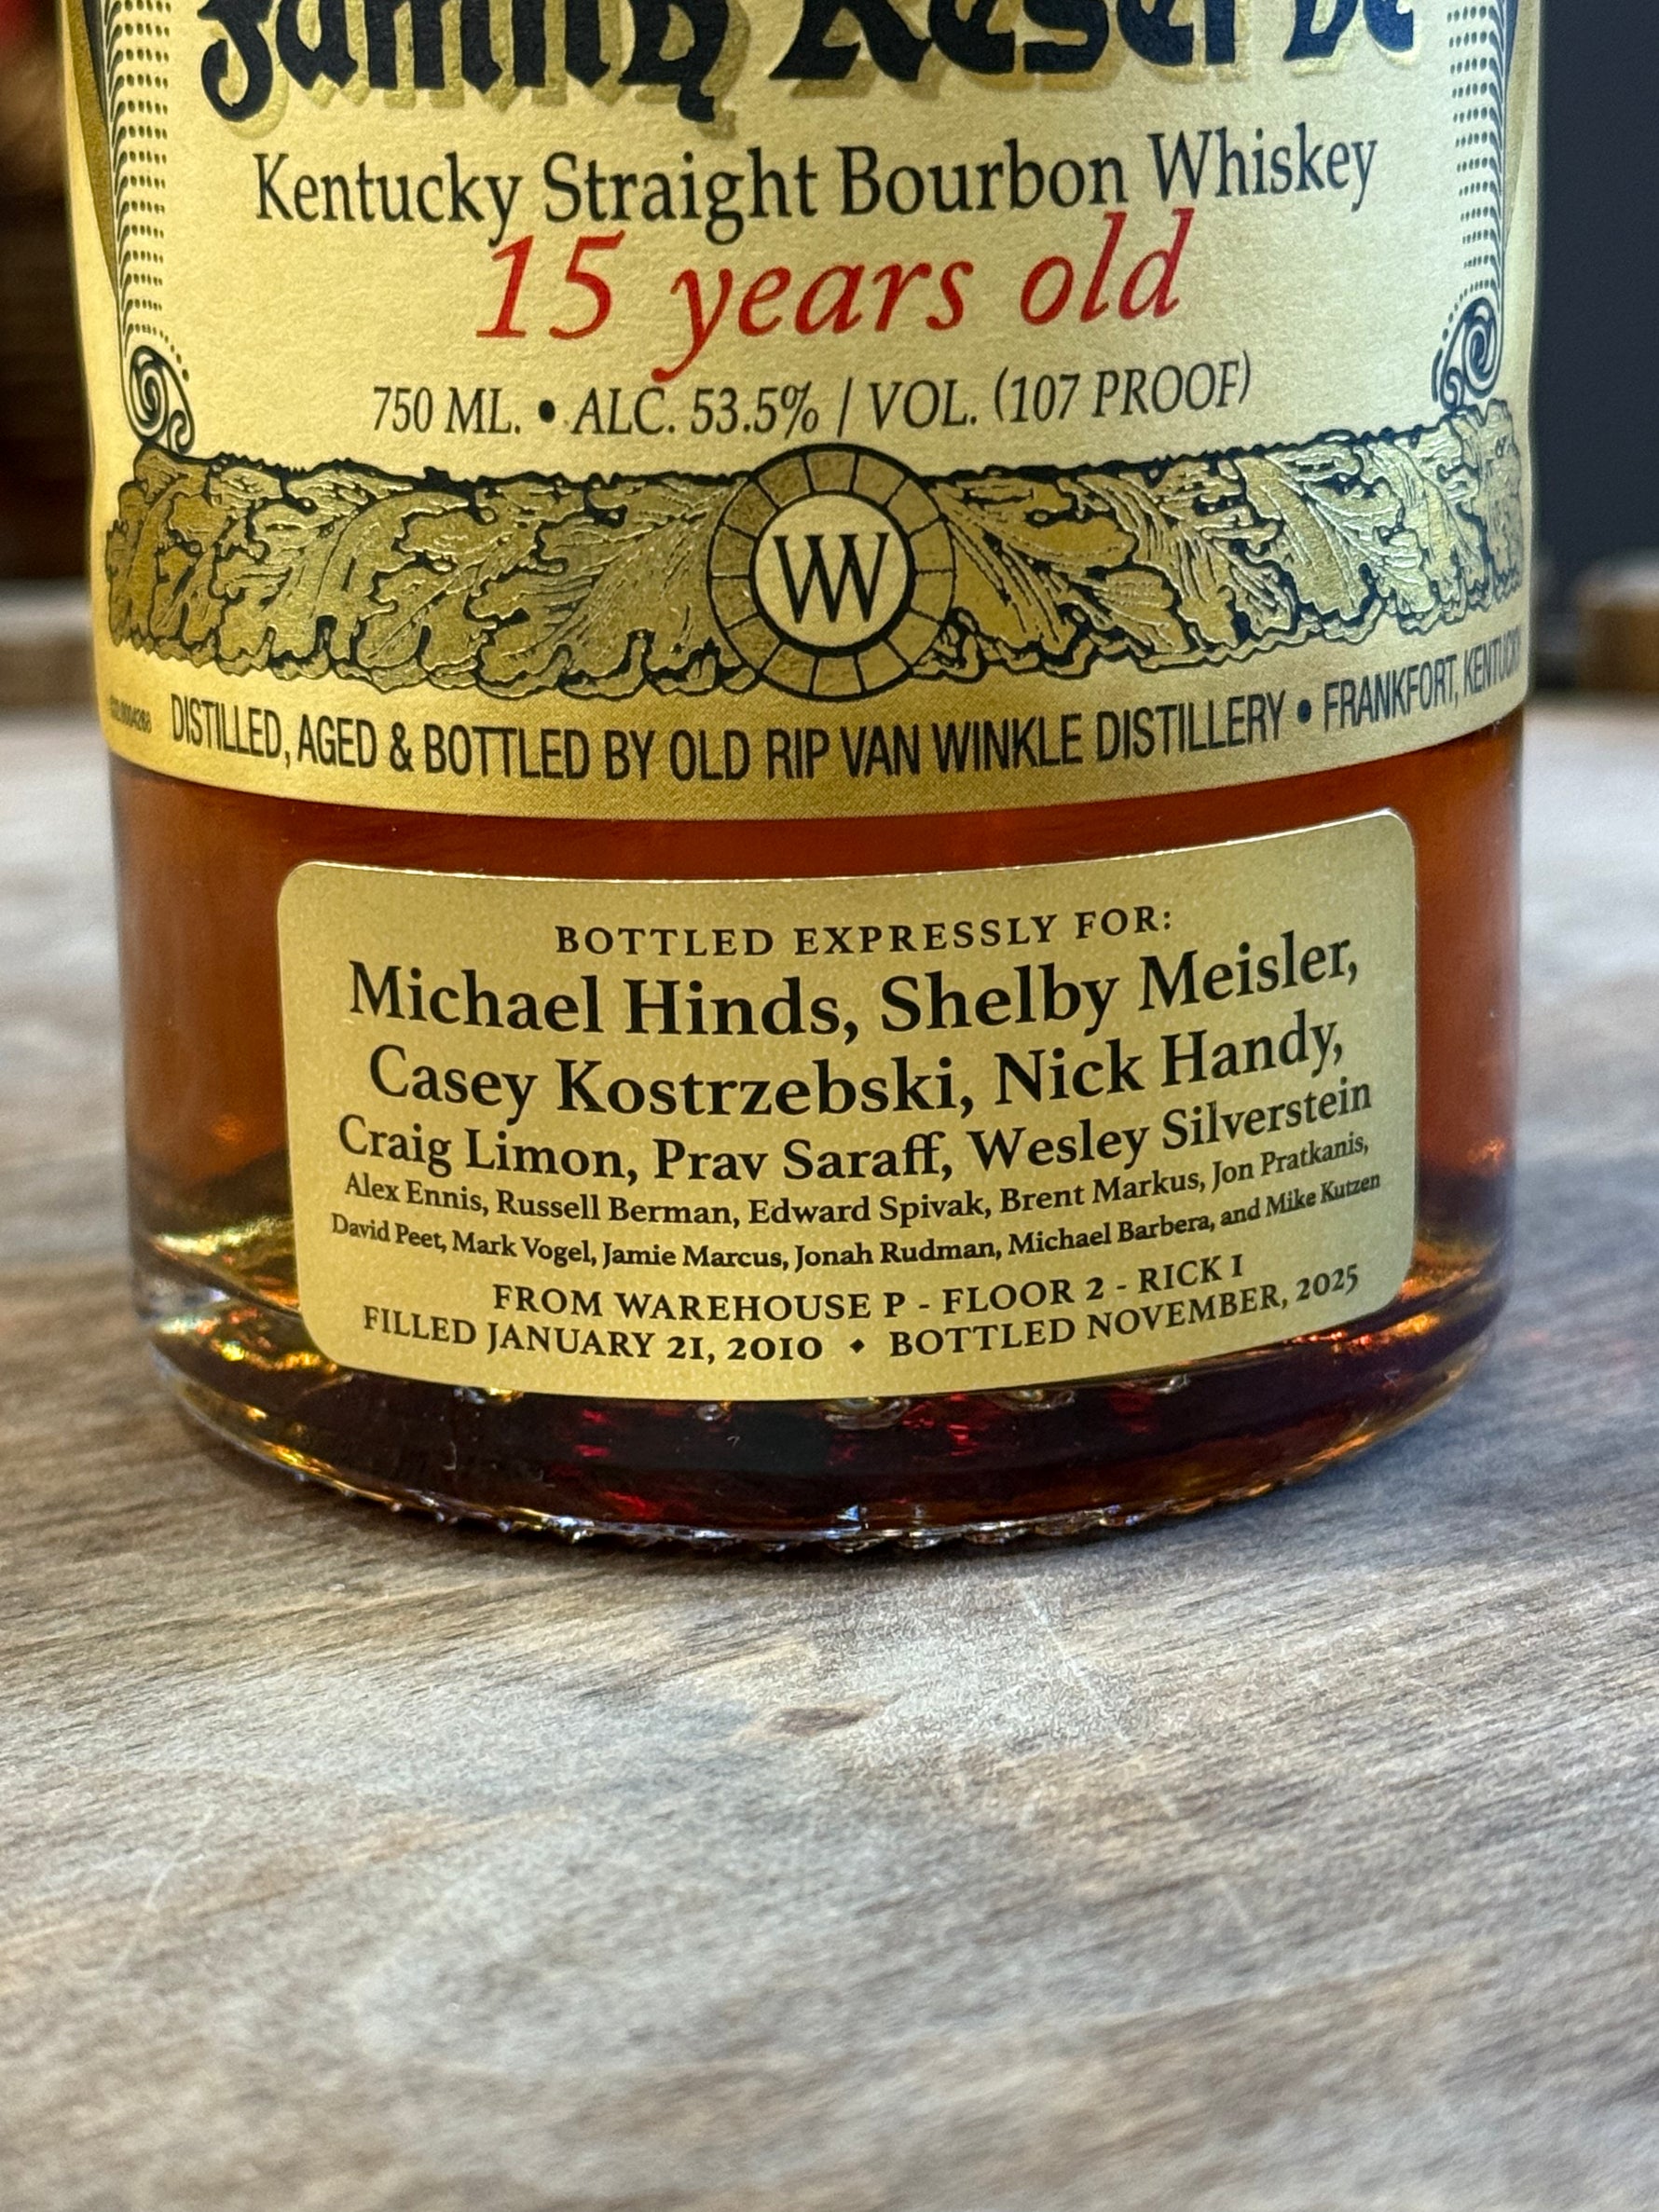 Family Reserve
Kentucky Straight Bourbon Whiskey
15 years old
750 ML. • ALC. 53.5% / VOL. (107 PROOF)
VVW
DISTILLED, AGED & BOTTLED BY OLD RIP VAN WINKLE DISTILLERY • FRANKFORT, KENTUCKY
BOTTLED EXPRESSLY FOR:
Michael Hinds, Shelby Meisler,
Casey Kostrzebski, Nick Handy,
Craig Limon, Prav Saraff, Wesley Silverstein
Alex Ennis, Russell Berman, Edward Spivak, Brent Markus, Jon Pratkanis,
David Peet, Mark Vogel, Jamie Marcus, Jonah Rudman, Michael Barbera, and Mike Kutzen
FROM WAREHOUSE P - FLOOR 2 - RICK I
FILLED JANUARY 21, 2010 ◆ BOTTLED NOVEMBER, 2025